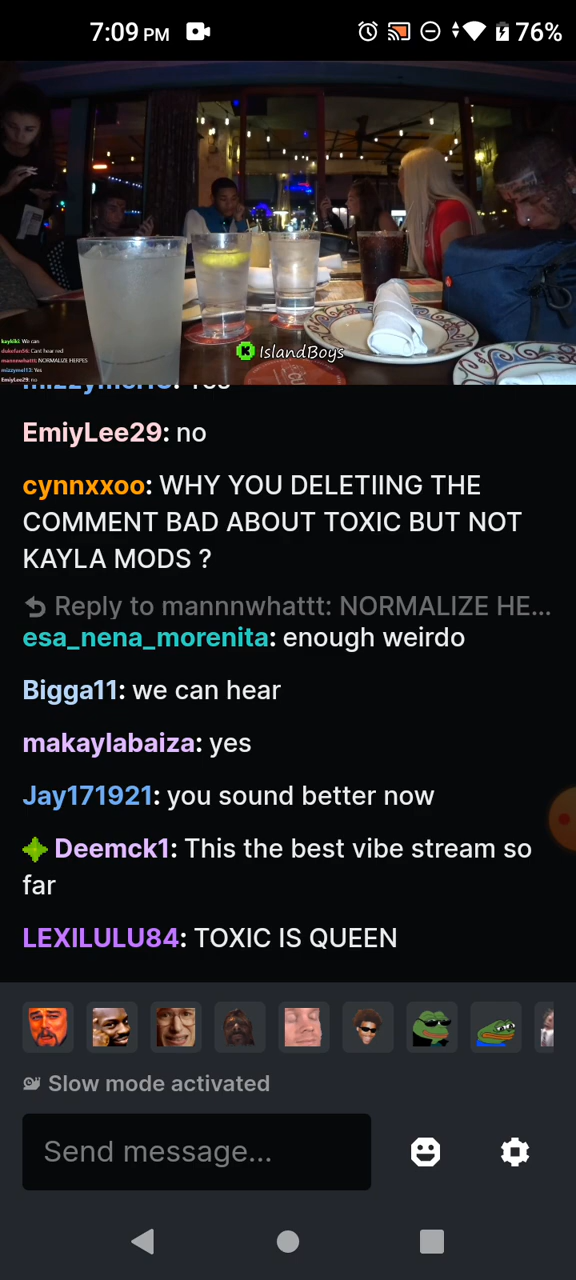 7:09 PM
76%
kaykiki: We can
dukefan56: Cant hear red
mannnwhattt: NORMALIZE HERPES
mizzymel13: Yes
EmiyLee29: no
K IslandBoys
mizzymel13: Yes
EmiyLee29: no
cynnxxoo: WHY YOU DELETIING THE
COMMENT BAD ABOUT TOXIC BUT NOT
KAYLA MODS ?
Reply to mannnwhattt: NORMALIZE HE...
esa_nena_morenita: enough weirdo
Bigga11: we can hear
makaylabaiza: yes
Jay171921: you sound better now
Deemck1: This the best vibe stream so
far
LEXILULU84: TOXIC IS QUEEN
Slow mode activated
Send message...